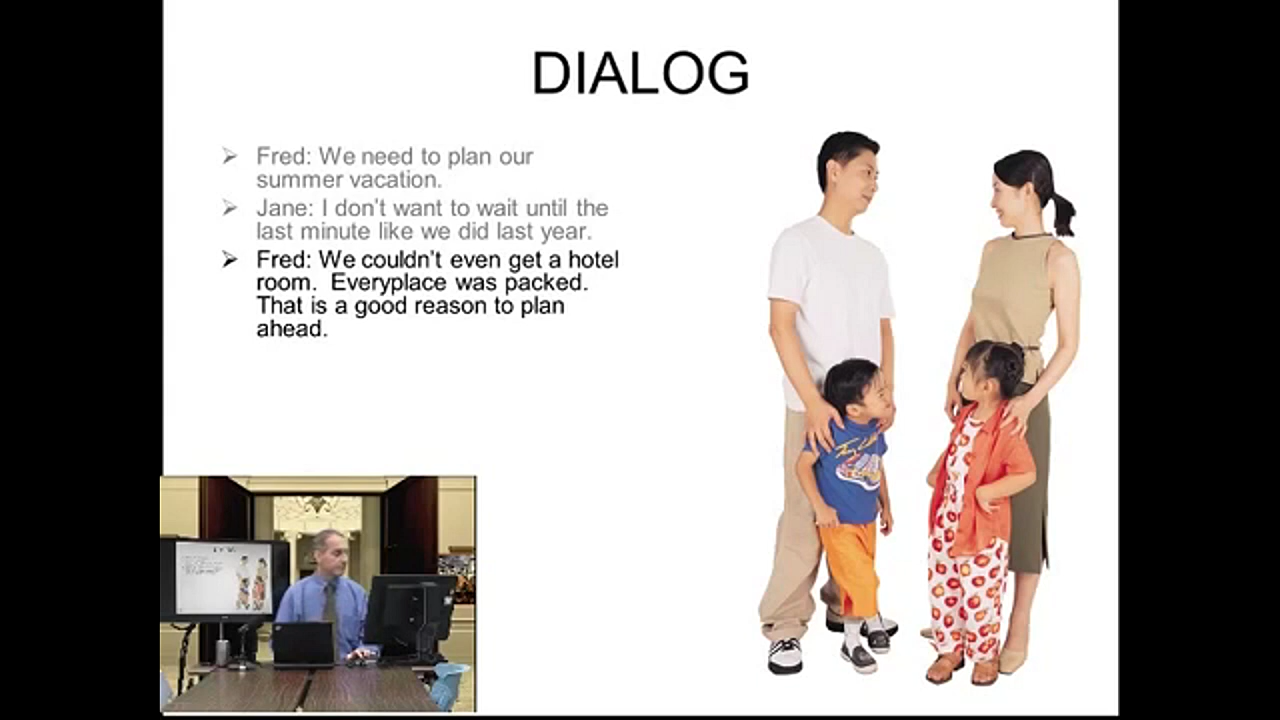 DIALOG
Fred: We need to plan our
summer vacation.
Jane: I don't want to wait until the
last minute like we did last year.
Fred: We couldn't even get a hotel
room.  Everyplace was packed.
That is a good reason to plan
ahead.